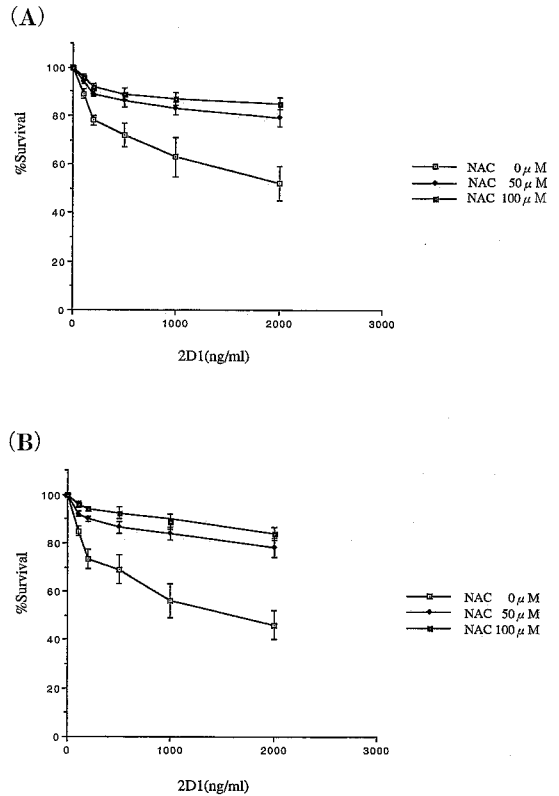 (A)
100
80
60
40
20
0
%Survival
0 1000 2000 3000
2D1(ng/ml)
NAC 0 μ M
NAC 50 μ M
NAC 100 μ M
(B)
100
80
60
40
20
0
%Survival
0 1000 2000 3000
2D1(ng/ml)
NAC 0 μ M
NAC 50 μ M
NAC 100 μ M